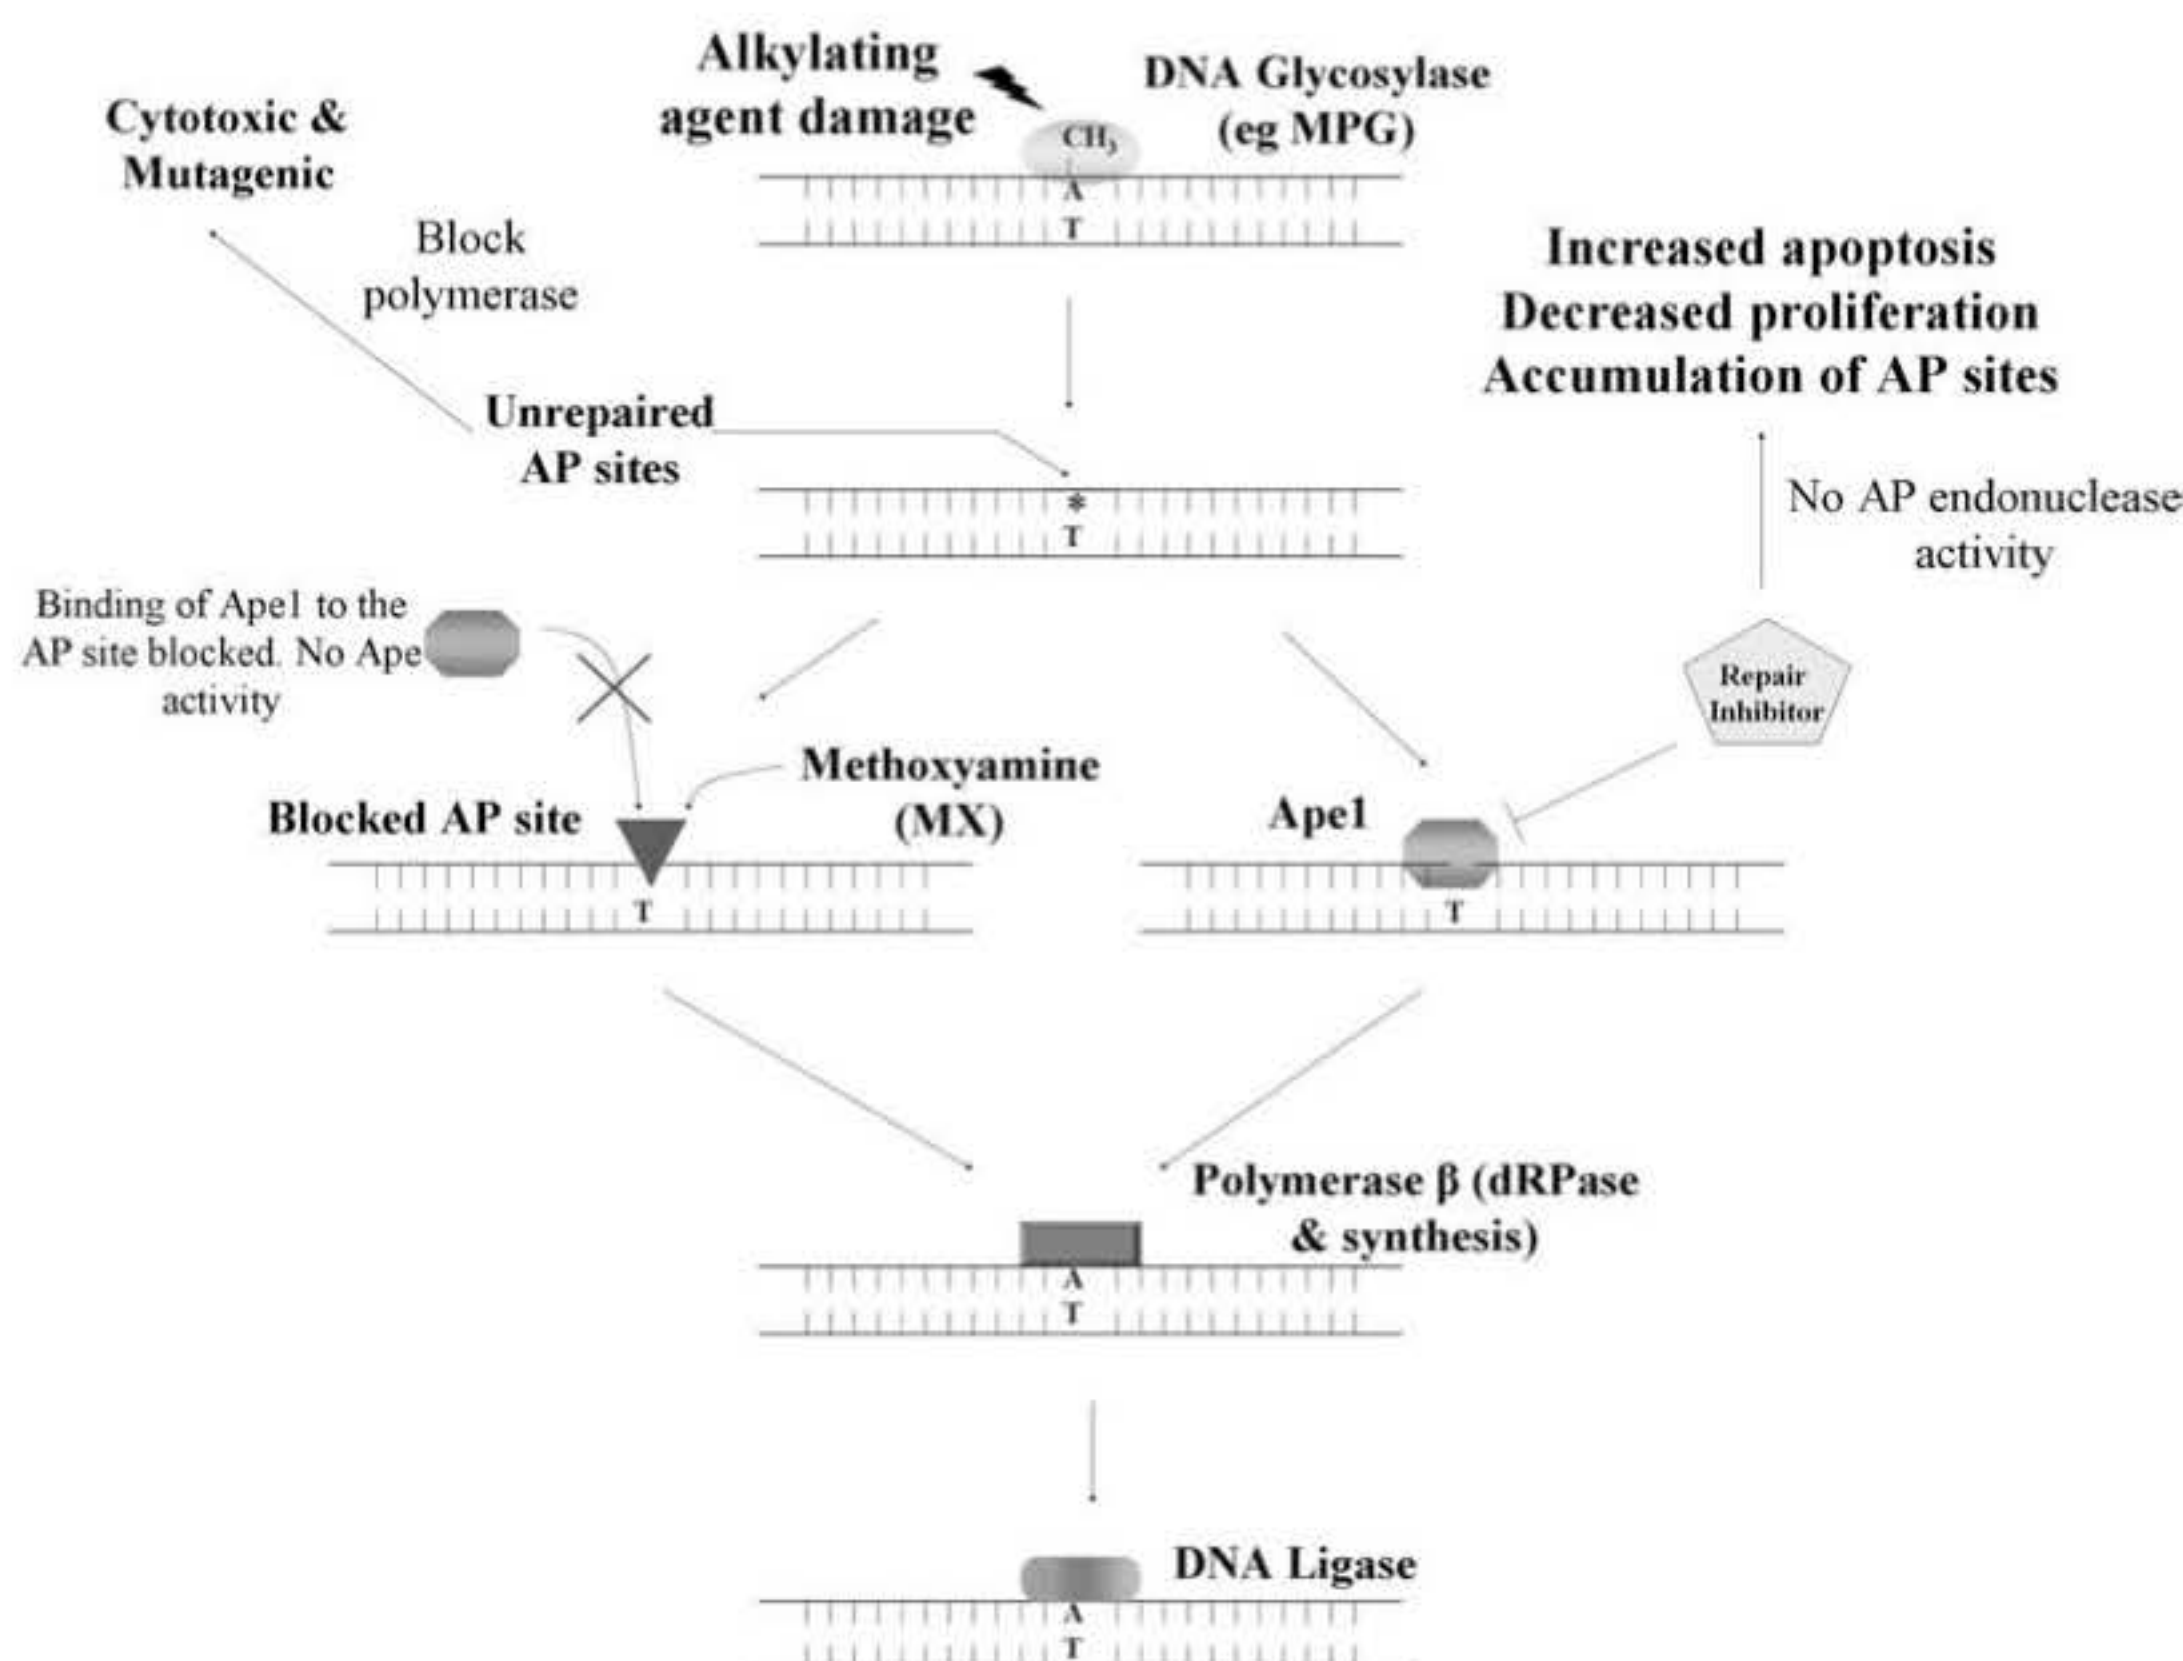 Alkylating
agent damage
DNA Glycosylase
(eg MPG)
CH₃
A
T
Cytotoxic &
Mutagenic
Block
polymerase
Unrepaired
AP sites
*
T
Increased apoptosis
Decreased proliferation
Accumulation of AP sites
No AP endonuclease
activity
Repair
Inhibitor
Binding of Ape1 to the
AP site blocked. No Ape
activity
Methoxyamine
(MX)
Blocked AP site
T
Ape1
T
Polymerase β (dRPase
& synthesis)
A
T
DNA Ligase
A
T